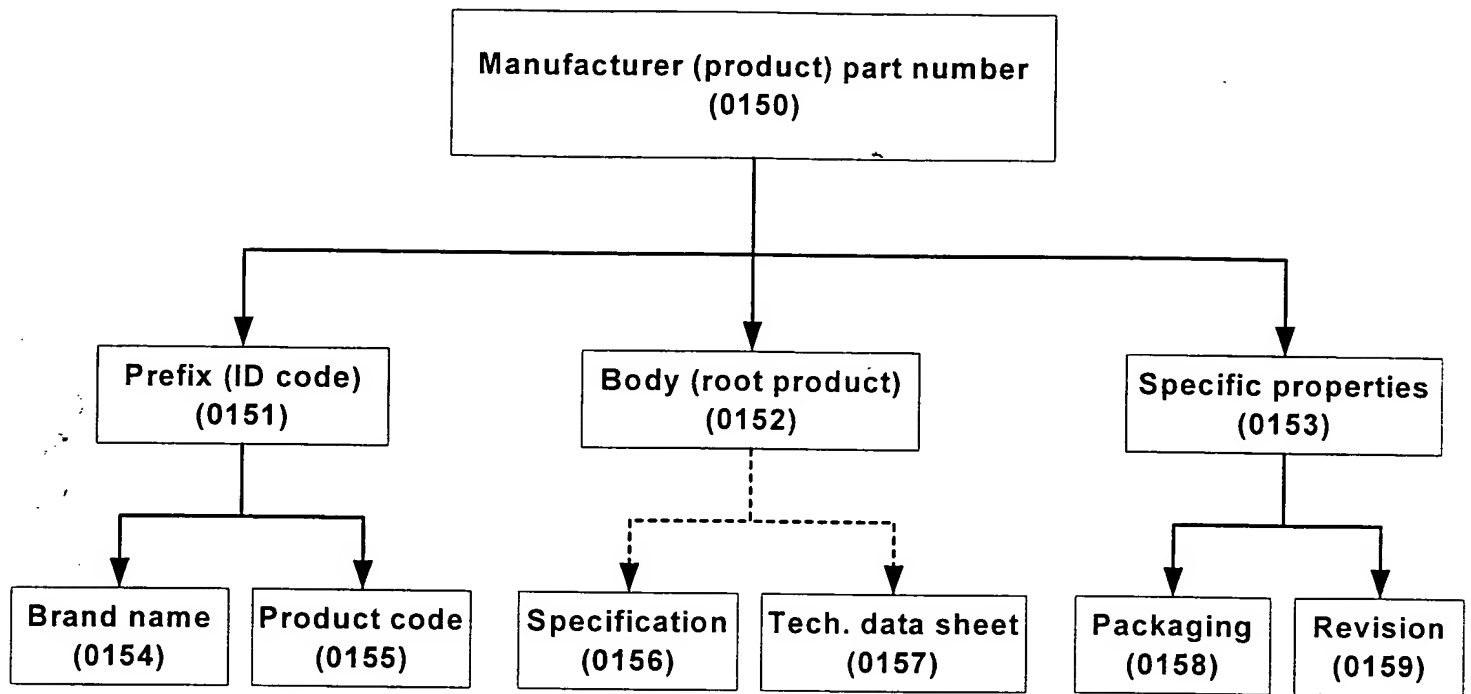 Manufacturer (product) part number
(0150)
Prefix (ID code)
(0151)
Body (root product)
(0152)
Specific properties
(0153)
Brand name
(0154)
Product code
(0155)
Specification
(0156)
Tech. data sheet
(0157)
Packaging
(0158)
Revision
(0159)